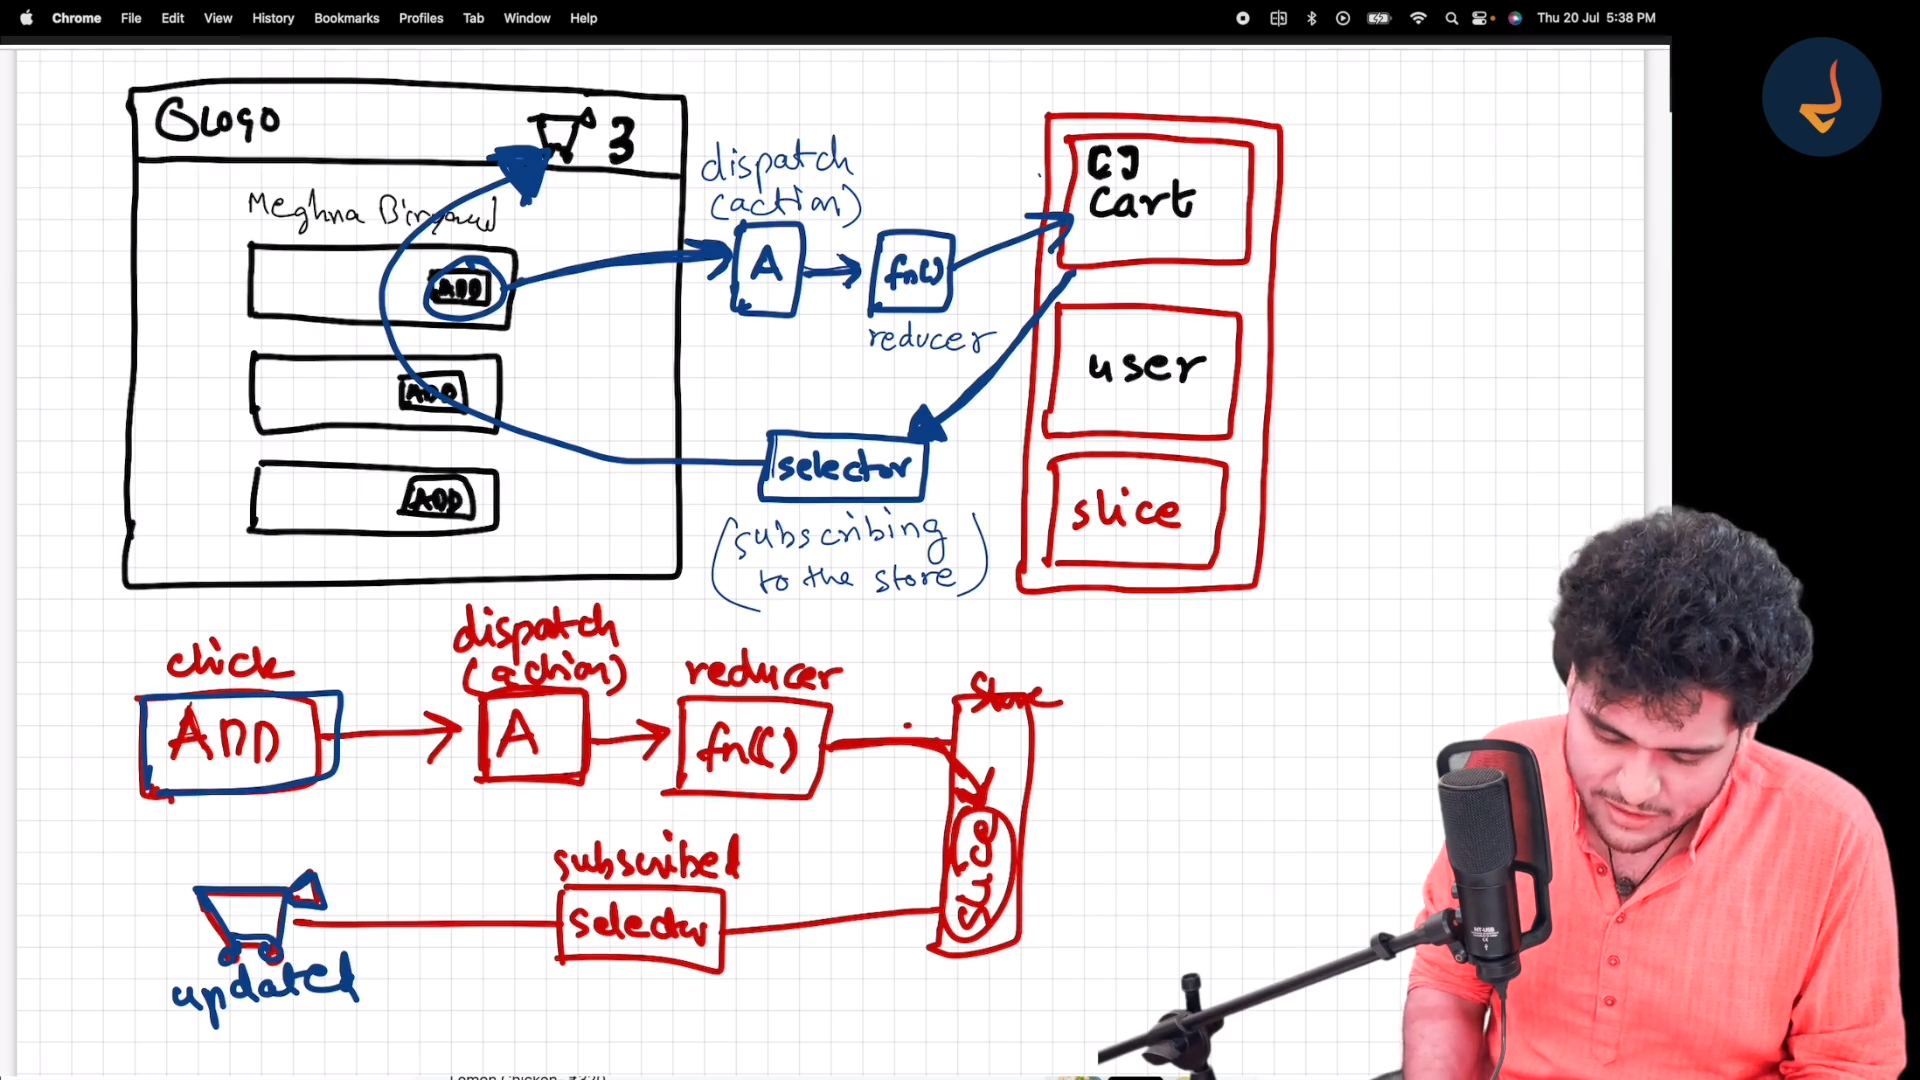 Chrome File Edit View History Bookmarks Profiles Tab Window Help
Thu 20 Jul 5:38 PM
LOGO
3
Meghna Biryani
ADD
ADD
ADD
dispatch
(action)
A
fn()
reducer
selector
(subscribing
to the store)
[]
Cart
user
slice
click
ADD
dispatch
(action)
A
reducer
fn()
Store
slice
subscribed
selector
updated